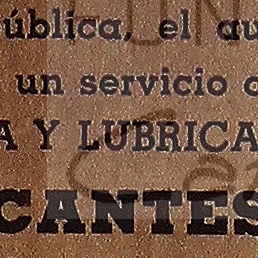 ública, el au
un servicio
A Y LUBRICA
CANTES